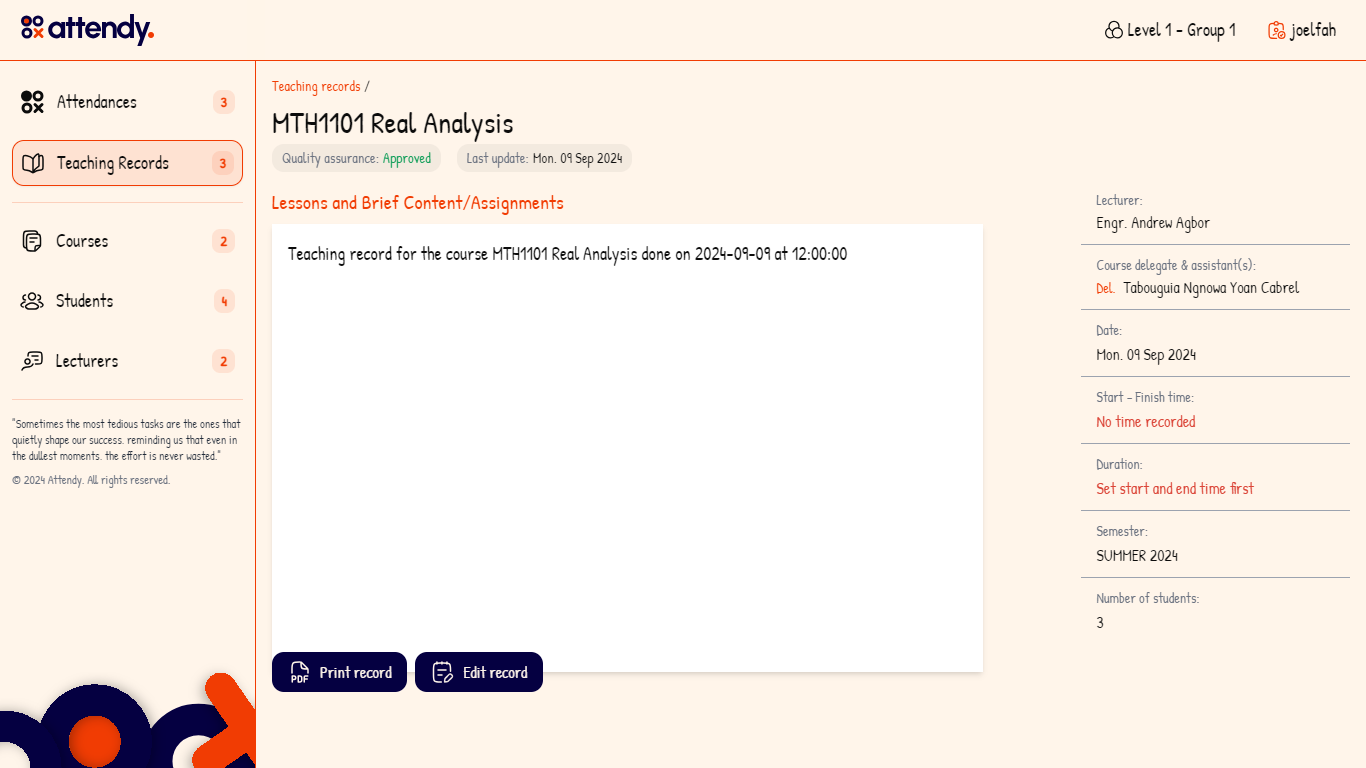 attendy.
Level 1 - Group 1
joelfah
Attendances 3
Teaching Records 3
Courses 2
Students 4
Lecturers 2
"Sometimes the most tedious tasks are the ones that
quietly shape our success. reminding us that even in
the dullest moments. the effort is never wasted."
© 2024 Attendy. All rights reserved.
Teaching records /
MTH1101 Real Analysis
Quality assurance: Approved
Last update: Mon. 09 Sep 2024
Lessons and Brief Content/Assignments
Teaching record for the course MTH1101 Real Analysis done on 2024-09-09 at 12:00:00
PDF Print record
Edit record
Lecturer:
Engr. Andrew Agbor
Course delegate & assistant(s):
Del. Tabouguia Ngnowa Yoan Cabrel
Date:
Mon. 09 Sep 2024
Start - Finish time:
No time recorded
Duration:
Set start and end time first
Semester:
SUMMER 2024
Number of students:
3